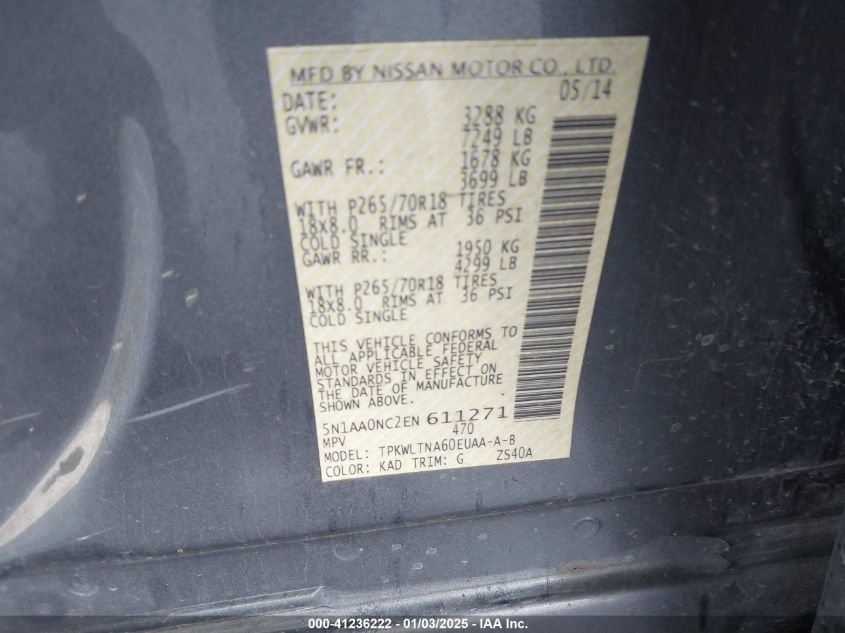 MFD BY NISSAN MOTOR CO., LTD.
DATE: 05/14
GVWR: 3288 KG
7249 LB
GAWR FR.: 1678 KG
3699 LB
WITH P265/70R18 TIRES
18X8.0 RIMS AT 36 PSI
COLD SINGLE
GAWR RR.: 1950 KG
4299 LB
WITH P265/70R18 TIRES
18X8.0 RIMS AT 36 PSI
COLD SINGLE
THIS VEHICLE CONFORMS TO
ALL APPLICABLE FEDERAL
MOTOR VEHICLE SAFETY
STANDARDS IN EFFECT ON
THE DATE OF MANUFACTURE
SHOWN ABOVE.
5N1AA0NC2EN 611271
MPV 470
MODEL: TPKWLTNA60EUAA-A-B
COLOR: KAD TRIM: G ZS40A
000-41236222 - 01/03/2025 - IAA Inc.